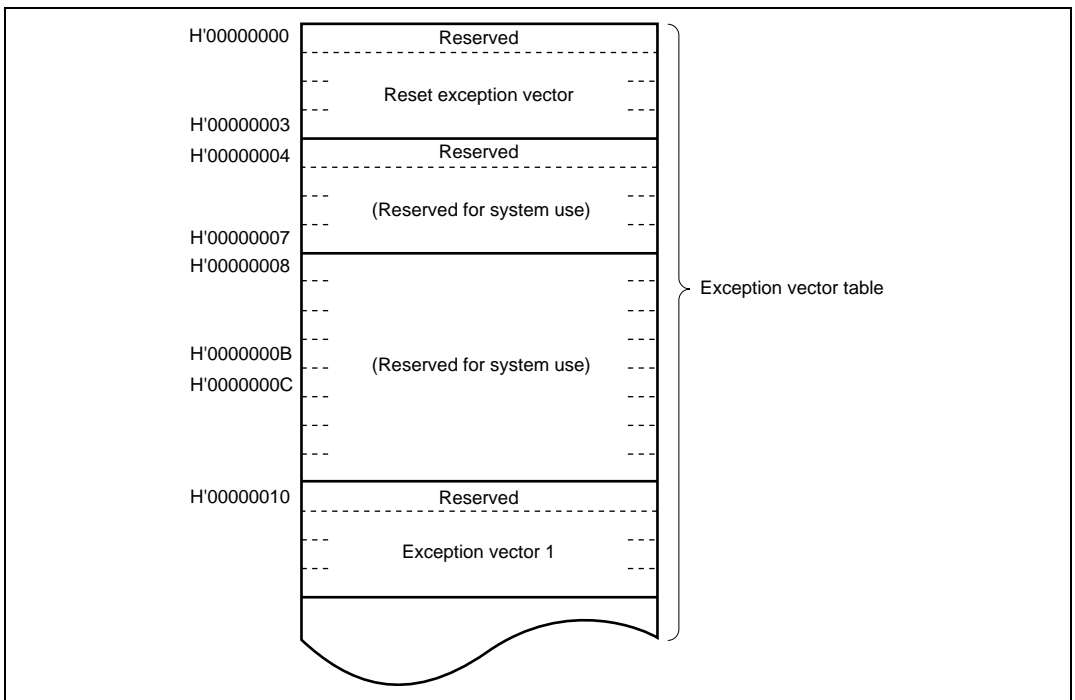 H'00000000
Reserved
Reset exception vector
H'00000003
H'00000004
Reserved
(Reserved for system use)
H'00000007
H'00000008
Exception vector table
H'0000000B
(Reserved for system use)
H'0000000C
H'00000010
Reserved
Exception vector 1